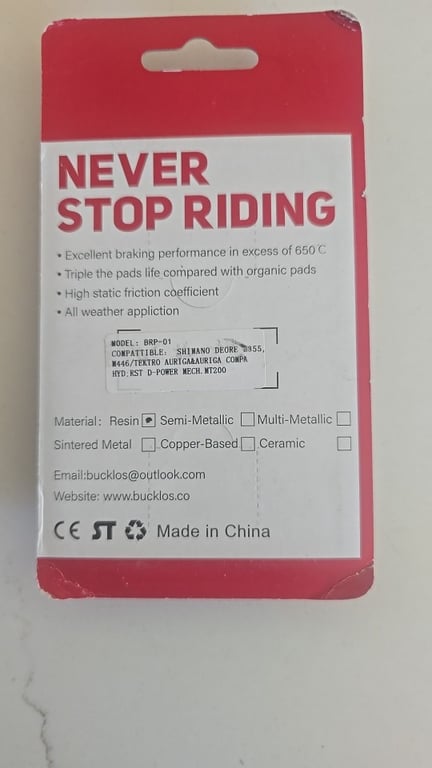 NEVER
STOP RIDING
• Excellent braking performance in excess of 650℃
• Triple the pads life compared with organic pads
• High static friction coefficient
• All weather appliction
MODEL: BRP-01
COMPATTIBLE: SHIMANO DEORE
M446/TEKTRO AURIGA&AURIGA COMPA
HYD;RST D-POWER MECH.MT200
Material: Resin Semi-Metallic Multi-Metallic
Sintered Metal Copper-Based Ceramic
Email:bucklos@outlook.com
Website: www.bucklos.co
CE ST Made in China